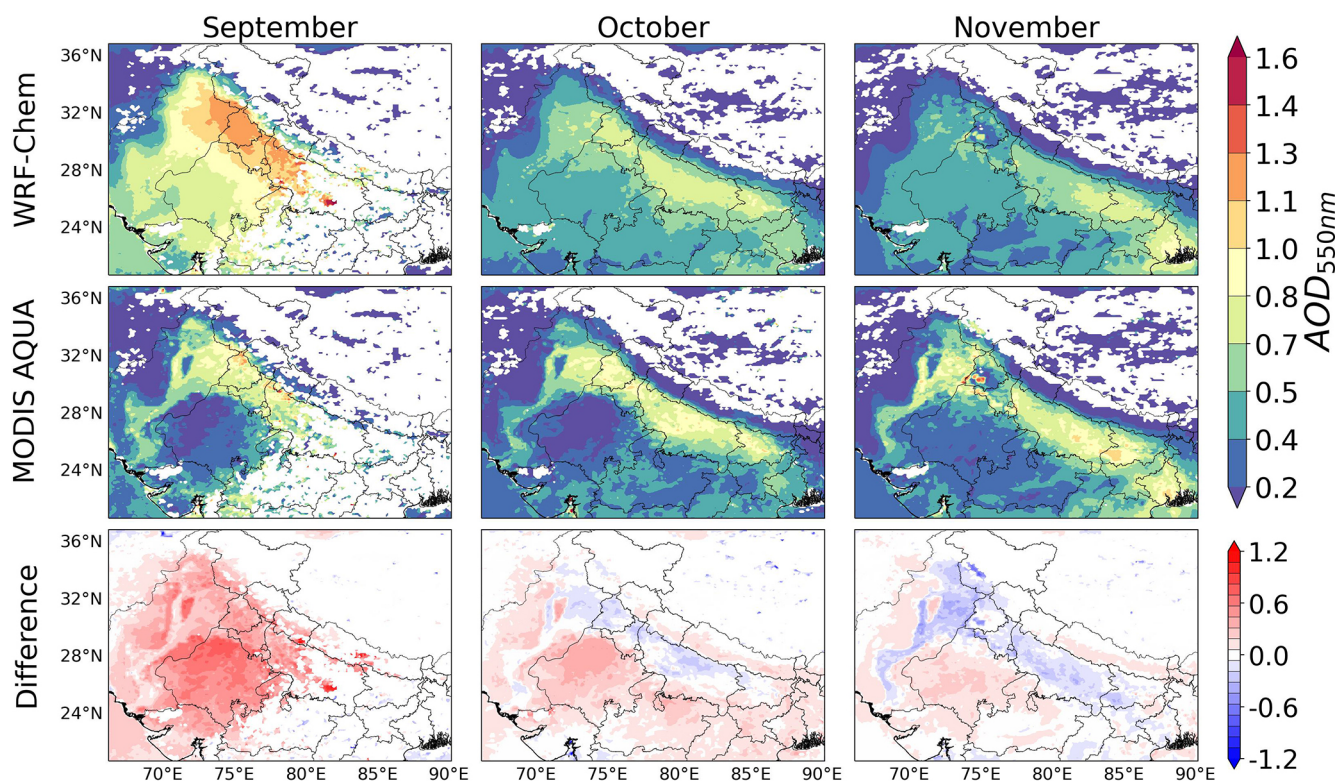 September October November
WRF-Chem
36°N
32°N
28°N
24°N
MODIS AQUA
36°N
32°N
28°N
24°N
Difference
36°N
32°N
28°N
24°N
70°E 75°E 80°E 85°E 90°E 70°E 75°E 80°E 85°E 90°E 70°E 75°E 80°E 85°E 90°E
1.6
1.4
1.3
1.1
1.0
0.8
0.7
0.5
0.4
0.2
AOD550nm
1.2
0.6
0.0
-0.6
-1.2